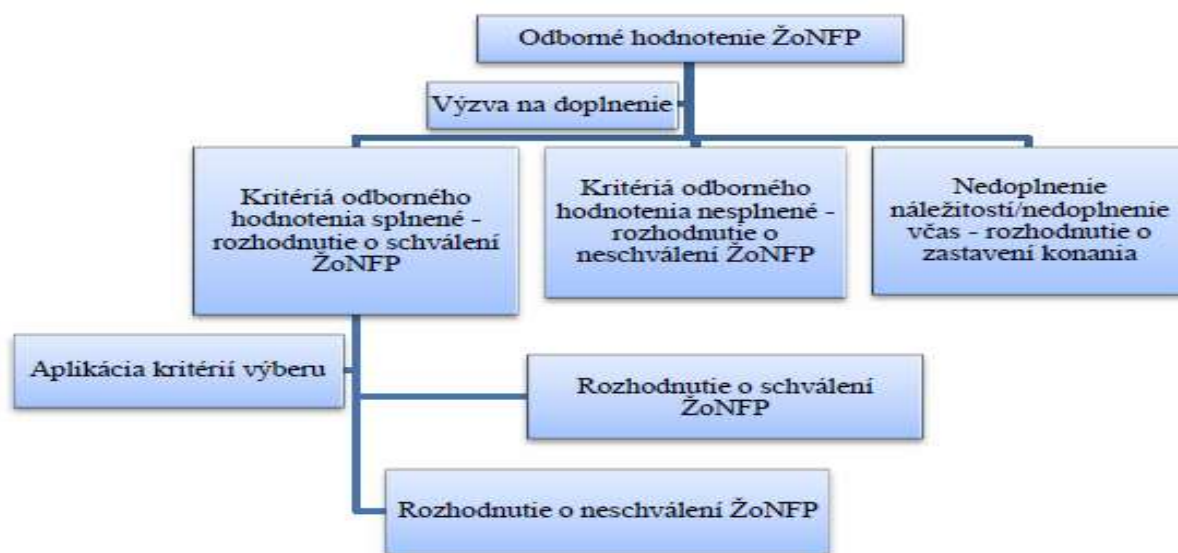 Odborné hodnotenie ŽoNFP
Výzva na doplnenie
Kritériá odborného
hodnotenia splnené -
rozhodnutie o schválení
ŽoNFP
Kritériá odborného
hodnotenia nesplnené -
rozhodnutie o
neschválení ŽoNFP
Nedoplnenie
náležitostí/nedoplnenie
včas - rozhodnutie o
zastavení konania
Aplikácia kritérií výberu
Rozhodnutie o schválení
ŽoNFP
Rozhodnutie o neschválení ŽoNFP